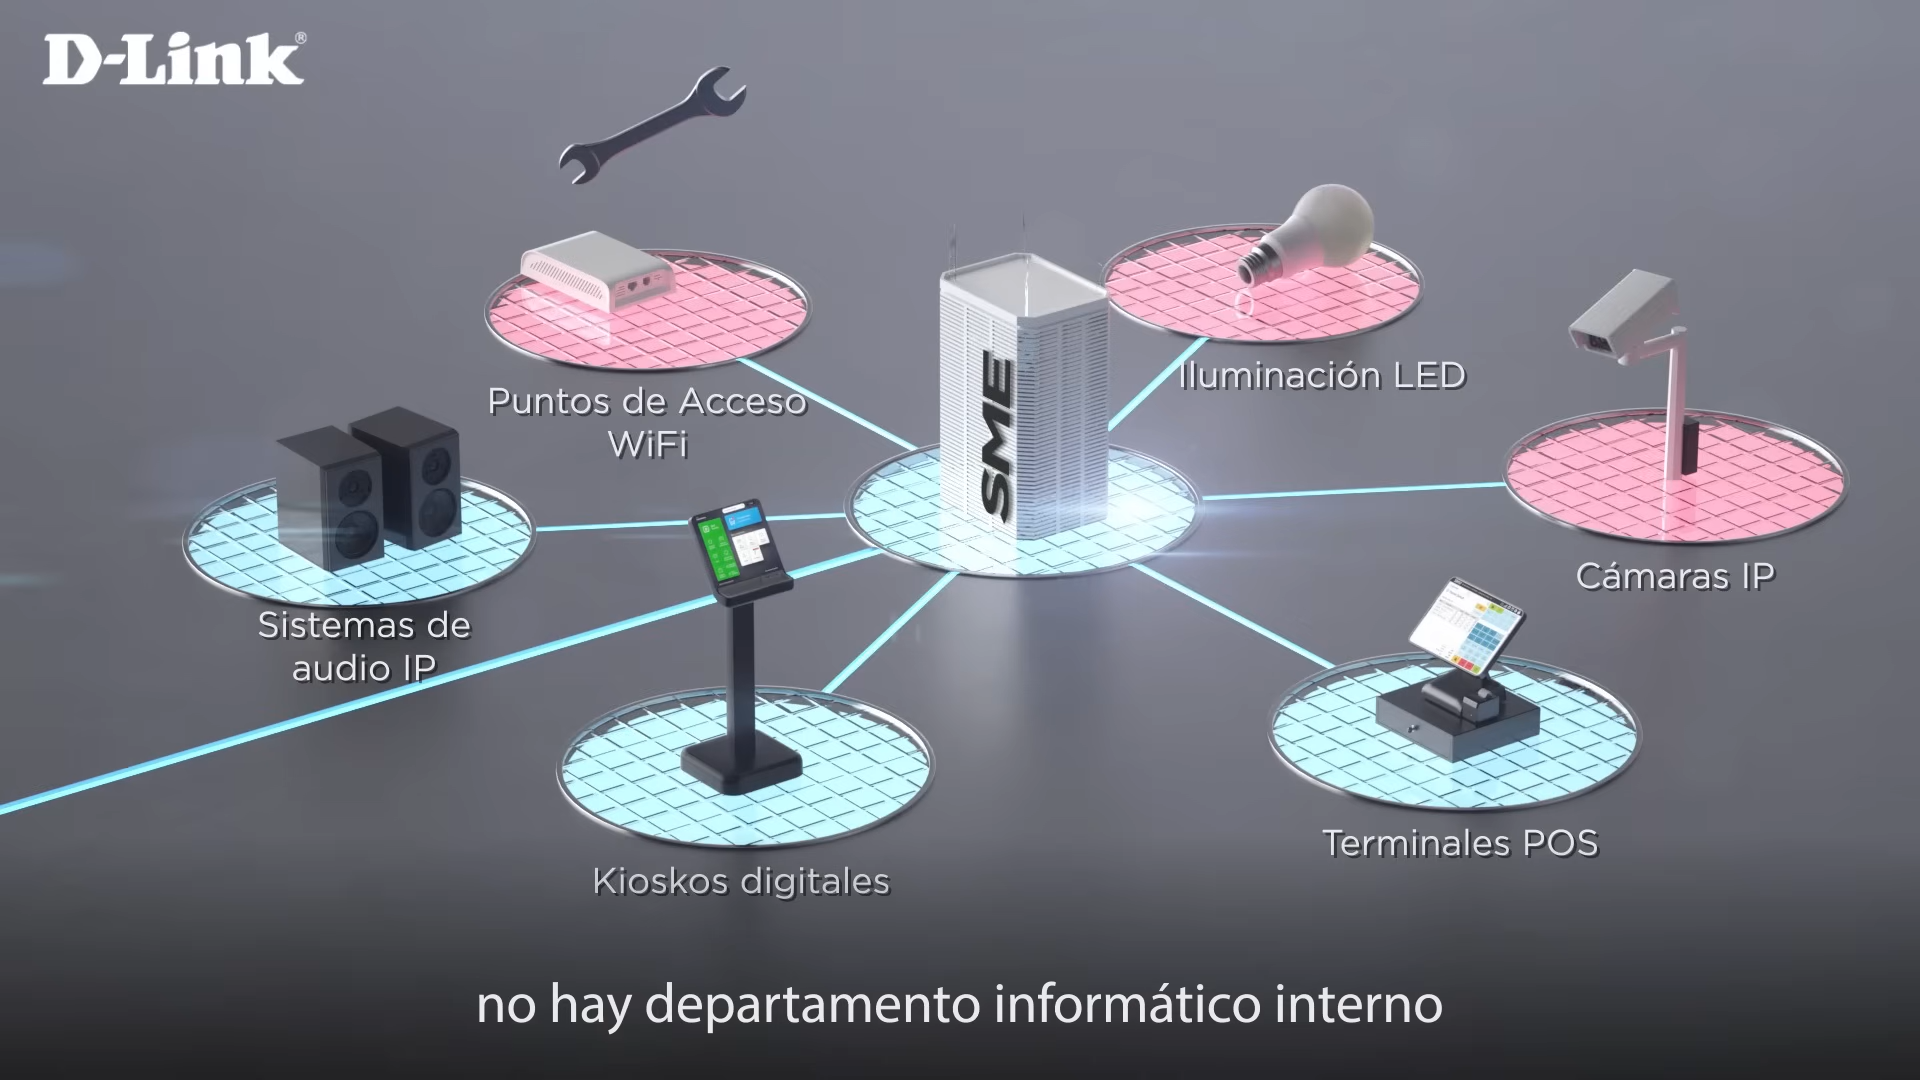 D-Link®
Iluminación LED
Puntos de Acceso
WiFi
SME
Cámaras IP
Sistemas de
audio IP
Terminales POS
Kioskos digitales
no hay departamento informático interno